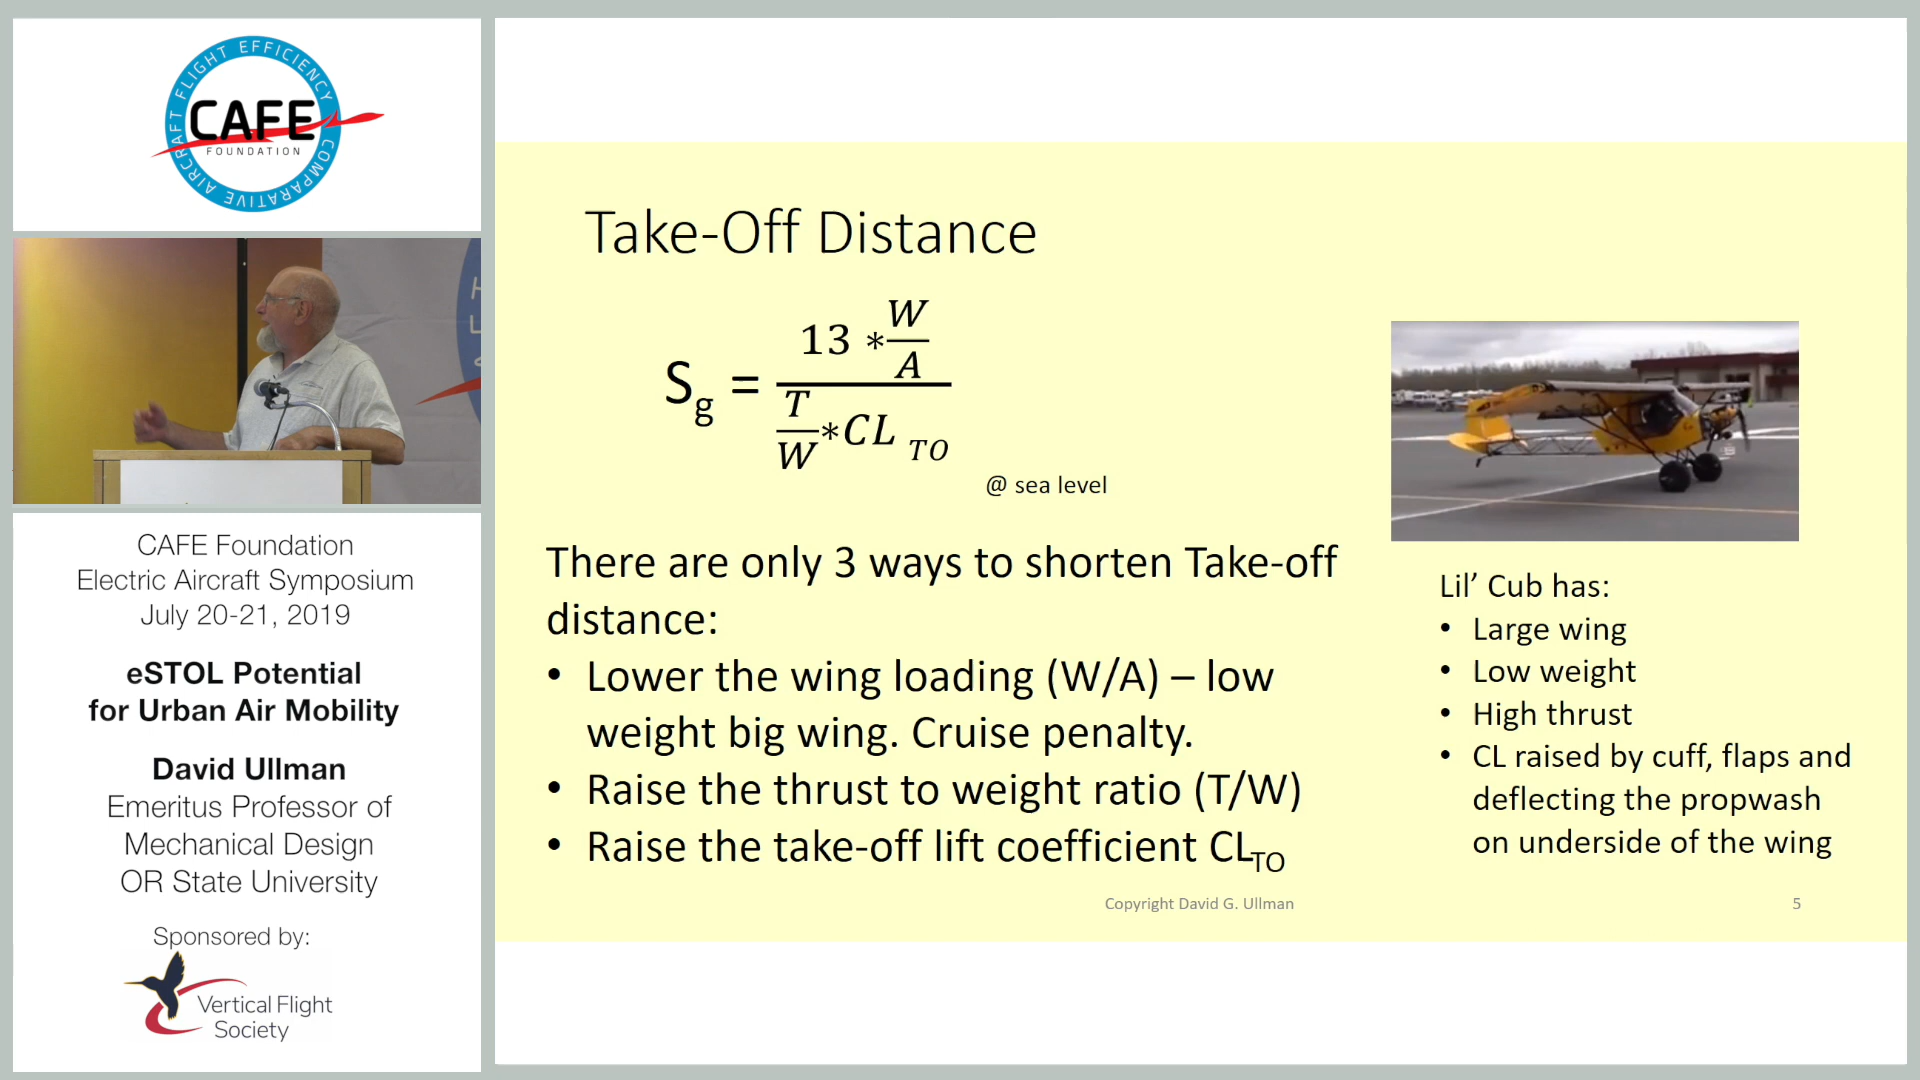 AIRCRAFT FLIGHT EFFICIENCY COMPARATIVE
CAFE
FOUNDATION
CAFE Foundation
Electric Aircraft Symposium
July 20-21, 2019
eSTOL Potential
for Urban Air Mobility
David Ullman
Emeritus Professor of
Mechanical Design
OR State University
Sponsored by:
Vertical Flight
Society
Take-Off Distance
S_g = (13 * W/A) / (T/W * CL_TO)
@ sea level
There are only 3 ways to shorten Take-off
distance:
• Lower the wing loading (W/A) – low
weight big wing. Cruise penalty.
• Raise the thrust to weight ratio (T/W)
• Raise the take-off lift coefficient CL_TO
Lil’ Cub has:
• Large wing
• Low weight
• High thrust
• CL raised by cuff, flaps and
deflecting the propwash
on underside of the wing
Copyright David G. Ullman
5